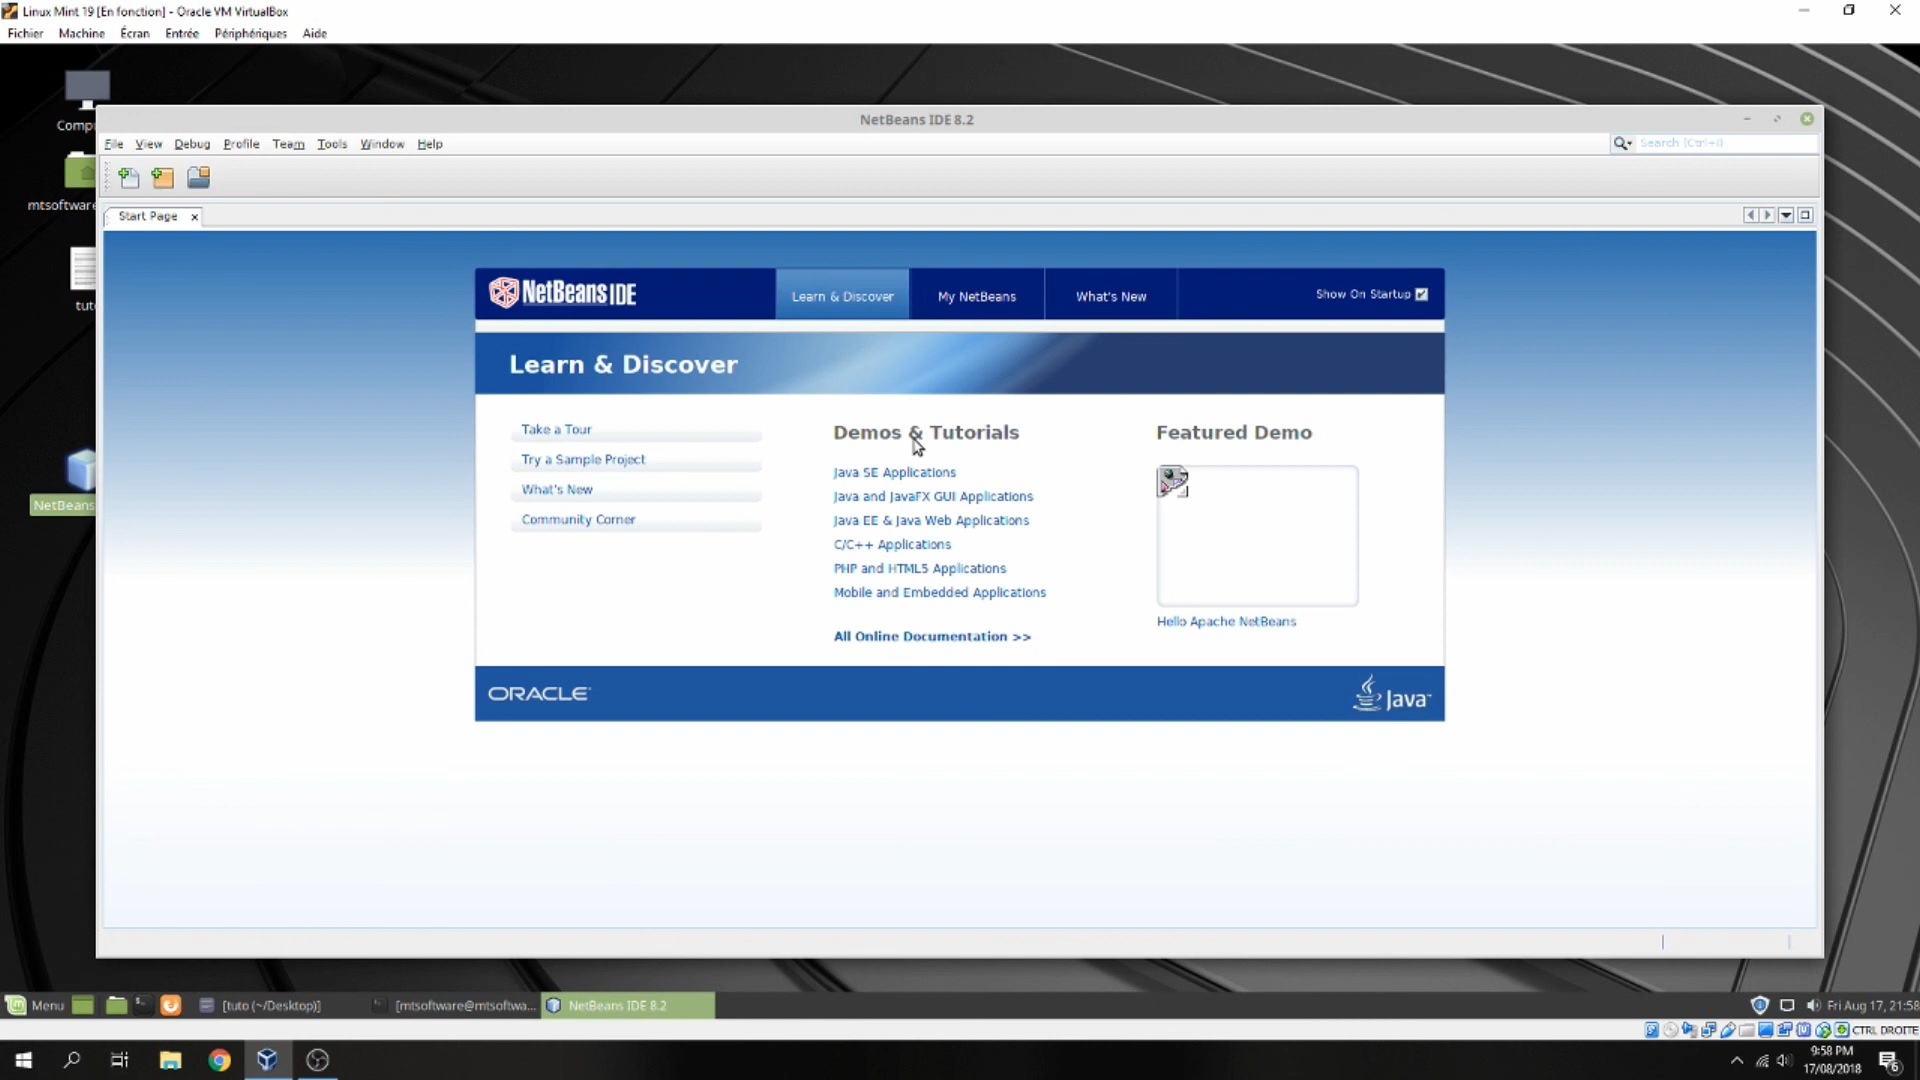 Linux Mint 19 [En fonction] - Oracle VM VirtualBox
Fichier Machine Écran Entrée Périphériques Aide
NetBeans IDE 8.2
File View Debug Profile Team Tools Window Help
Search (Ctrl+I)
Start Page
Comp
mtsoftware
tut
NetBeans
NetBeans IDE
Learn & Discover
My NetBeans
What's New
Show On Startup
Learn & Discover
Take a Tour
Try a Sample Project
What's New
Community Corner
Demos & Tutorials
Java SE Applications
Java and JavaFX GUI Applications
Java EE & Java Web Applications
C/C++ Applications
PHP and HTML5 Applications
Mobile and Embedded Applications
All Online Documentation >>
Featured Demo
Hello Apache NetBeans
ORACLE
Java
Menu
[tuto (~/Desktop)]
[mtsoftware@mtsoftwa...
NetBeans IDE 8.2
Fri Aug 17, 21:58
CTRL DROITE
9:58 PM
17/08/2018
6